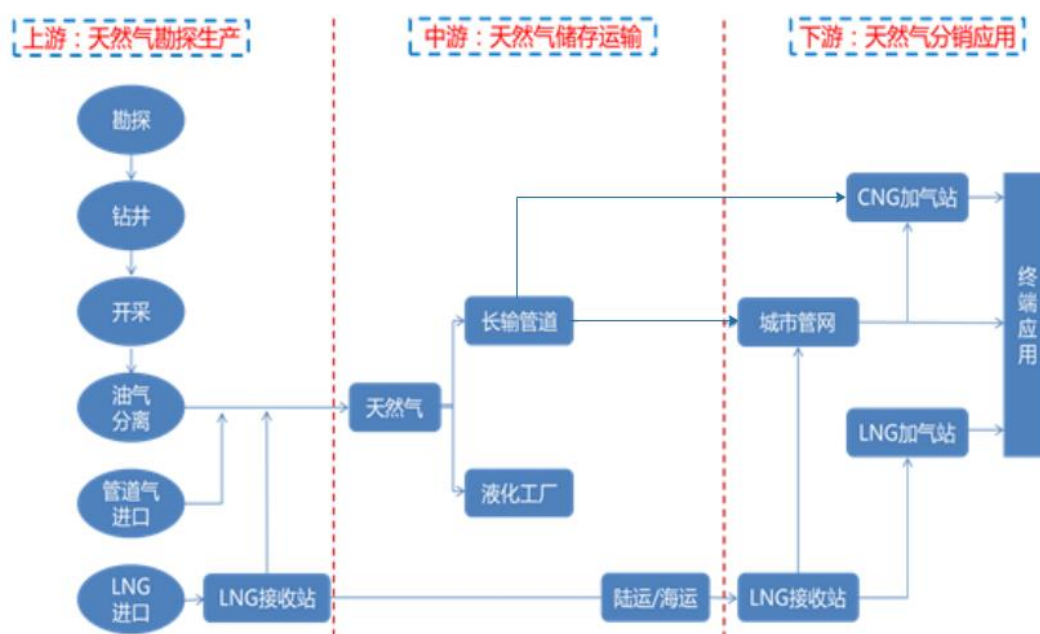 上游：天然气勘探生产
中游：天然气储存运输
下游：天然气分销应用
勘探
钻井
开采
油气
分离
管道气
进口
LNG
进口
LNG接收站
天然气
长输管道
液化工厂
陆运/海运
CNG加气站
城市管网
LNG加气站
LNG接收站
终
端
应
用